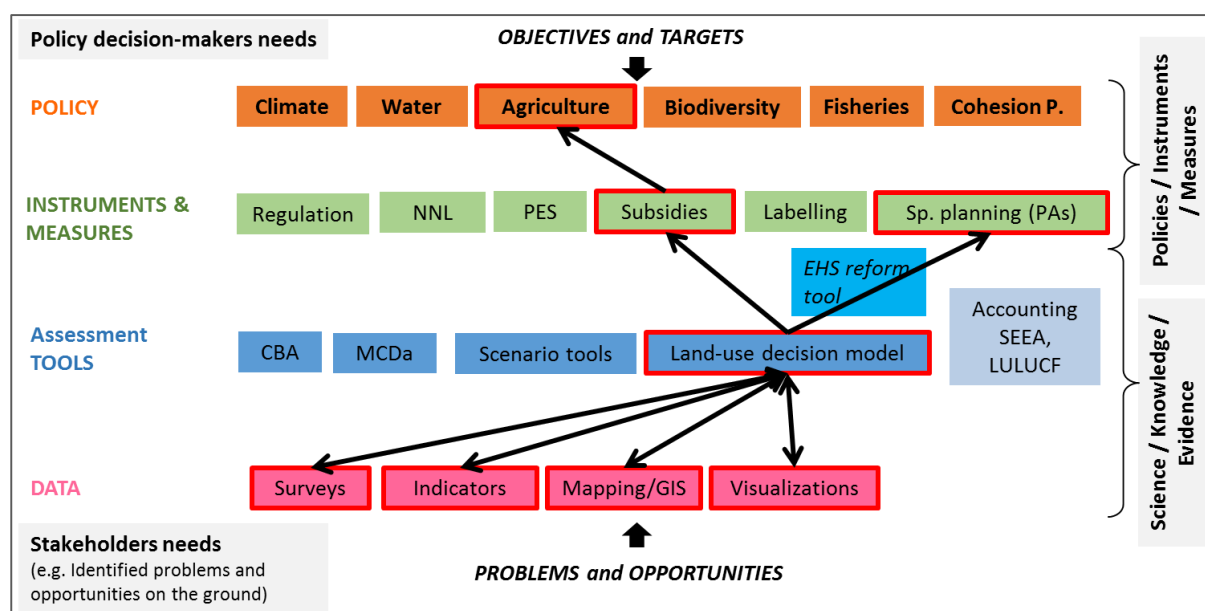 Policy decision-makers needs
OBJECTIVES and TARGETS
POLICY
Climate
Water
Agriculture
Biodiversity
Fisheries
Cohesion P.
INSTRUMENTS &
MEASURES
Regulation
NNL
PES
Subsidies
Labelling
Sp. planning (PAs)
EHS reform
tool
Assessment
TOOLS
CBA
MCDa
Scenario tools
Land-use decision model
Accounting
SEEA,
LULUCF
DATA
Surveys
Indicators
Mapping/GIS
Visualizations
Stakeholders needs
(e.g. Identified problems and
opportunities on the ground)
PROBLEMS and OPPORTUNITIES
Policies / Instruments
/ Measures
Science / Knowledge /
Evidence